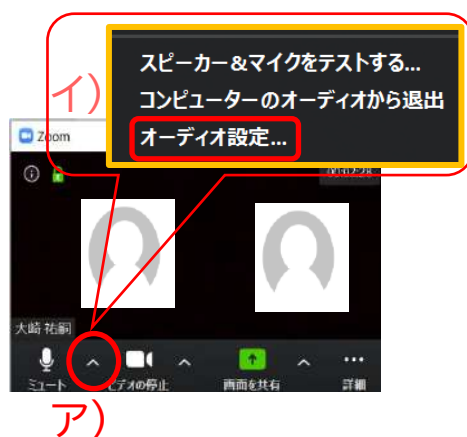 スピーカー&マイクをテストする...
コンピューターのオーディオから退出
イ)
オーディオ設定...
Zoom
00:02:28
大崎 祐嗣
ミュート
ビデオの停止
画面を共有
詳細
ア)